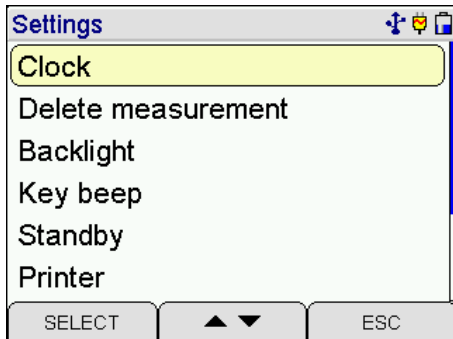 Settings
Clock
Delete measurement
Backlight
Key beep
Standby
Printer
SELECT ▲ ▼ ESC